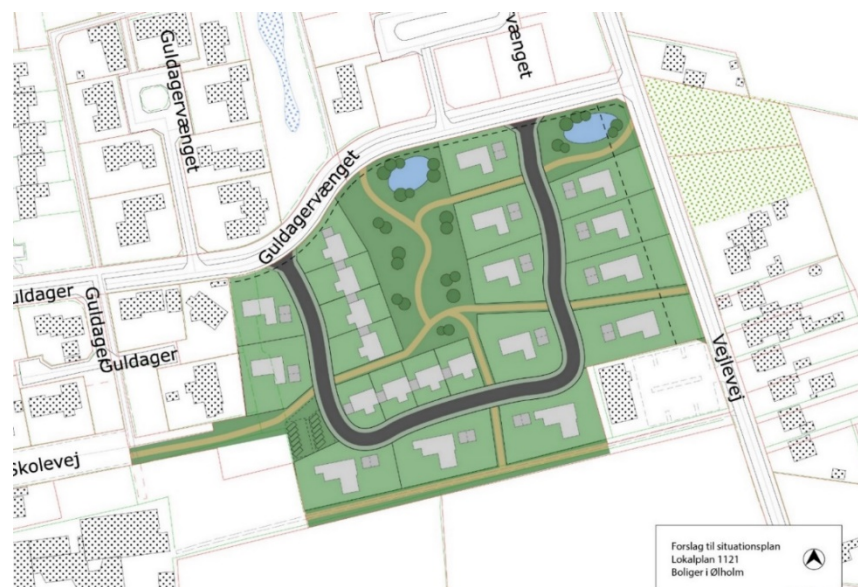 Guldagervænget
vænget
Guldagervænget
uldager
Guldager
Guldager
Vejlevej
Skolevej
Forslag til situationsplan
Lokalplan 1121
Boliger i Ølholm